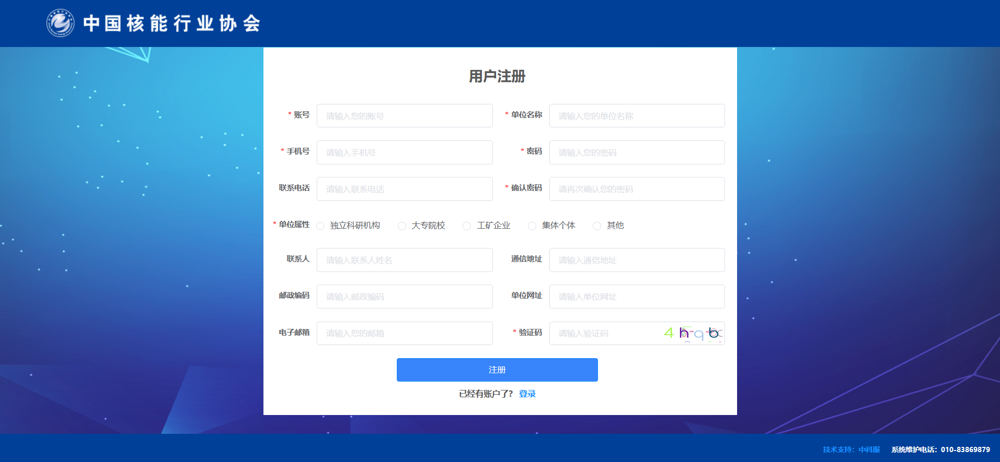 中国核能行业协会
用户注册
* 账号 请输入您的账号 * 单位名称 请输入您的单位名称
* 手机号 请输入手机号 * 密码 请输入您的密码
联系电话 请输入联系电话 * 确认密码 请再次确认您的密码
* 单位属性 独立科研机构 大专院校 工矿企业 集体个体 其他
联系人 请输入联系人姓名 通信地址 请输入通信地址
邮政编码 请输入邮政编码 单位网址 请输入单位网址
电子邮箱 请输入您的邮箱 * 验证码 请输入验证码 4hqb
注册
已经有账户了? 登录
技术支持：中科服 系统维护电话：010-83869879